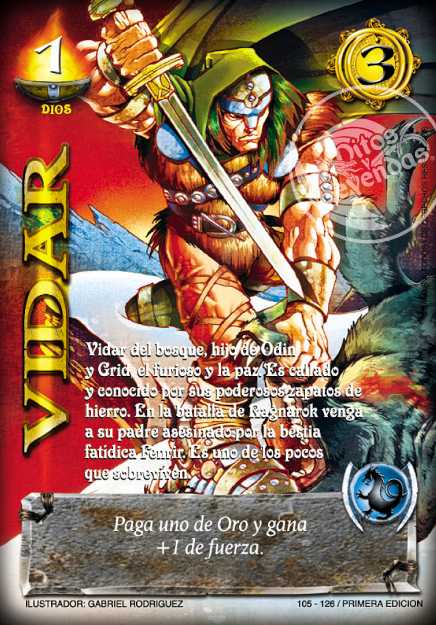 1
3
DIOS
Mitos y Leyendas
VIDAR
Vidar del bosque, hijo de Odin
y Grid, el furioso y la paz. Es callado
y conocido por sus poderosos zapatos de
hierro. En la batalla de Ragnarok venga
a su padre asesinado por la bestia
fatídica Fenrir. Es uno de los pocos
que sobreviven.
Paga uno de Oro y gana
+1 de fuerza.
ILUSTRADOR: GABRIEL RODRIGUEZ
105 - 126 / PRIMERA EDICION